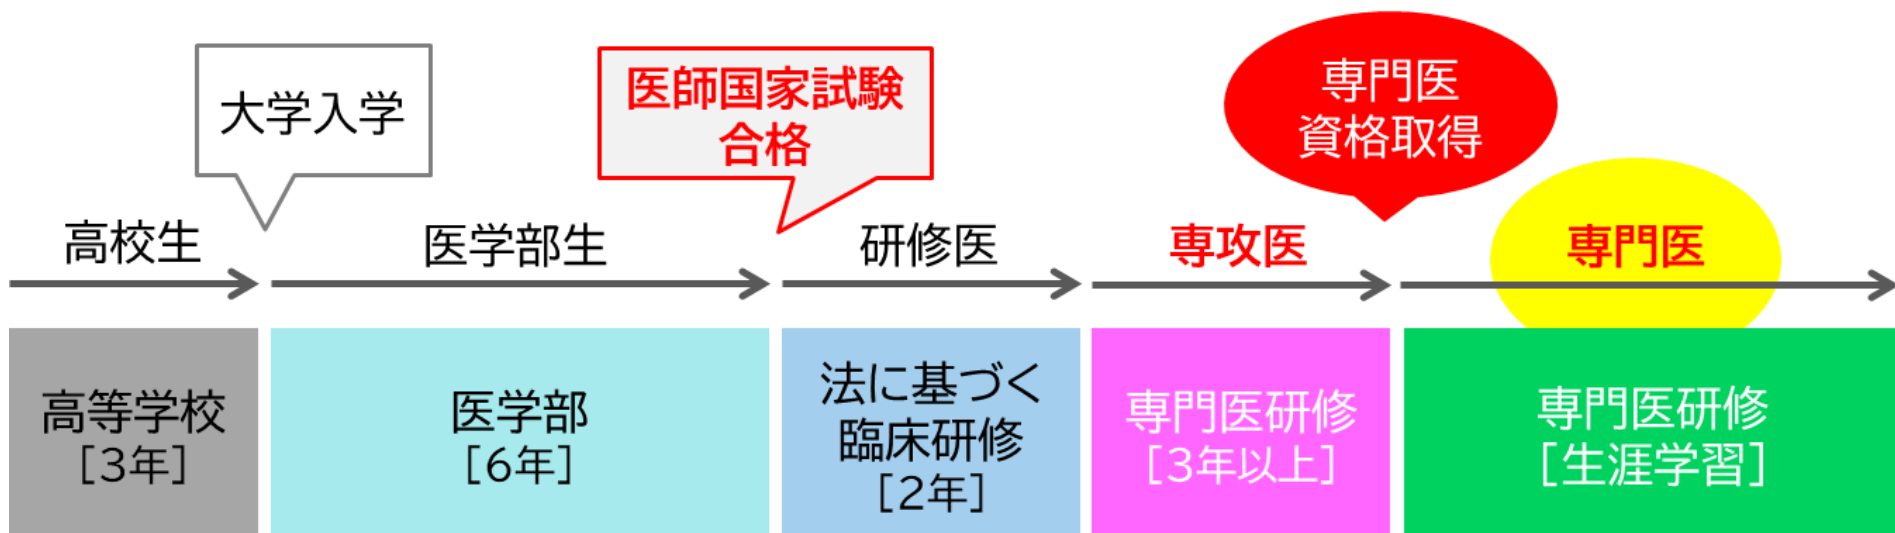 大学入学
医師国家試験
合格
専門医
資格取得
高校生
医学部生
研修医
専攻医
専門医
高等学校
[3年]
医学部
[6年]
法に基づく
臨床研修
[2年]
専門医研修
[3年以上]
専門医研修
[生涯学習]